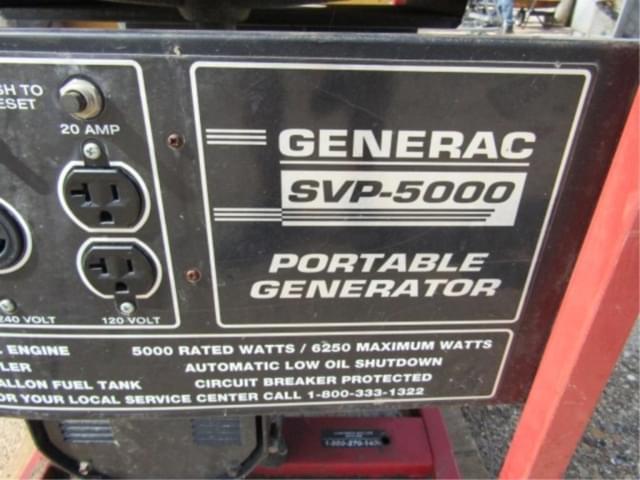 SH TO
ESET
20 AMP
GENERAC
SVP-5000
PORTABLE
GENERATOR
240 VOLT
120 VOLT
ENGINE 5000 RATED WATTS / 6250 MAXIMUM WATTS
LER AUTOMATIC LOW OIL SHUTDOWN
ALLON FUEL TANK CIRCUIT BREAKER PROTECTED
OR YOUR LOCAL SERVICE CENTER CALL 1-800-333-1322